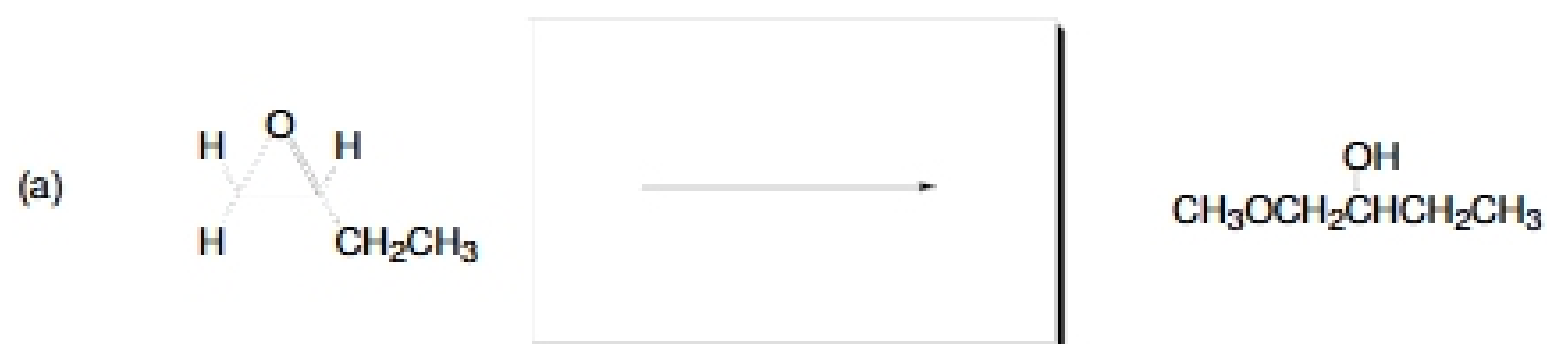 (a)
H O H
H CH₂CH₃
OH
CH₃OCH₂CHCH₂CH₃